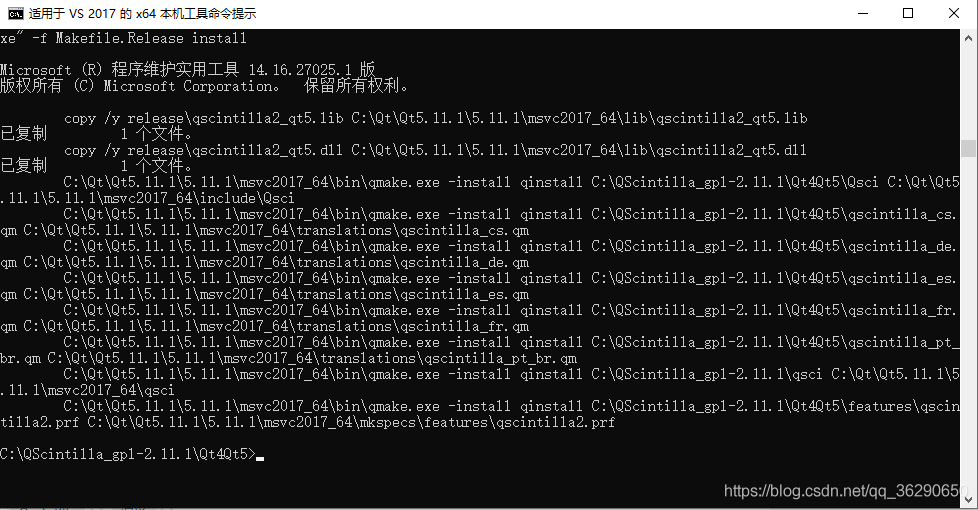 适用于 VS 2017 的 x64 本机工具命令提示
xe" -f Makefile.Release install
Microsoft (R) 程序维护实用工具 14.16.27025.1 版
版权所有 (C) Microsoft Corporation。  保留所有权利。
copy /y release\qscintilla2_qt5.lib C:\Qt\Qt5.11.1\5.11.1\msvc2017_64\lib\qscintilla2_qt5.lib
已复制         1 个文件。
copy /y release\qscintilla2_qt5.dll C:\Qt\Qt5.11.1\5.11.1\msvc2017_64\lib\qscintilla2_qt5.dll
已复制         1 个文件。
C:\Qt\Qt5.11.1\5.11.1\msvc2017_64\bin\qmake.exe -install qinstall C:\QScintilla_gpl-2.11.1\Qt4Qt5\Qsci C:\Qt\Qt5
.11.1\5.11.1\msvc2017_64\include\Qsci
C:\Qt\Qt5.11.1\5.11.1\msvc2017_64\bin\qmake.exe -install qinstall C:\QScintilla_gpl-2.11.1\Qt4Qt5\qscintilla_cs.
qm C:\Qt\Qt5.11.1\5.11.1\msvc2017_64\translations\qscintilla_cs.qm
C:\Qt\Qt5.11.1\5.11.1\msvc2017_64\bin\qmake.exe -install qinstall C:\QScintilla_gpl-2.11.1\Qt4Qt5\qscintilla_de.
qm C:\Qt\Qt5.11.1\5.11.1\msvc2017_64\translations\qscintilla_de.qm
C:\Qt\Qt5.11.1\5.11.1\msvc2017_64\bin\qmake.exe -install qinstall C:\QScintilla_gpl-2.11.1\Qt4Qt5\qscintilla_es.
qm C:\Qt\Qt5.11.1\5.11.1\msvc2017_64\translations\qscintilla_es.qm
C:\Qt\Qt5.11.1\5.11.1\msvc2017_64\bin\qmake.exe -install qinstall C:\QScintilla_gpl-2.11.1\Qt4Qt5\qscintilla_fr.
qm C:\Qt\Qt5.11.1\5.11.1\msvc2017_64\translations\qscintilla_fr.qm
C:\Qt\Qt5.11.1\5.11.1\msvc2017_64\bin\qmake.exe -install qinstall C:\QScintilla_gpl-2.11.1\Qt4Qt5\qscintilla_pt_
br.qm C:\Qt\Qt5.11.1\5.11.1\msvc2017_64\translations\qscintilla_pt_br.qm
C:\Qt\Qt5.11.1\5.11.1\msvc2017_64\bin\qmake.exe -install qinstall C:\QScintilla_gpl-2.11.1\qsci C:\Qt\Qt5.11.1\5
.11.1\msvc2017_64\qsci
C:\Qt\Qt5.11.1\5.11.1\msvc2017_64\bin\qmake.exe -install qinstall C:\QScintilla_gpl-2.11.1\Qt4Qt5\features\qscin
tilla2.prf C:\Qt\Qt5.11.1\5.11.1\msvc2017_64\mkspecs\features\qscintilla2.prf
C:\QScintilla_gpl-2.11.1\Qt4Qt5>
https://blog.csdn.net/qq_36290650